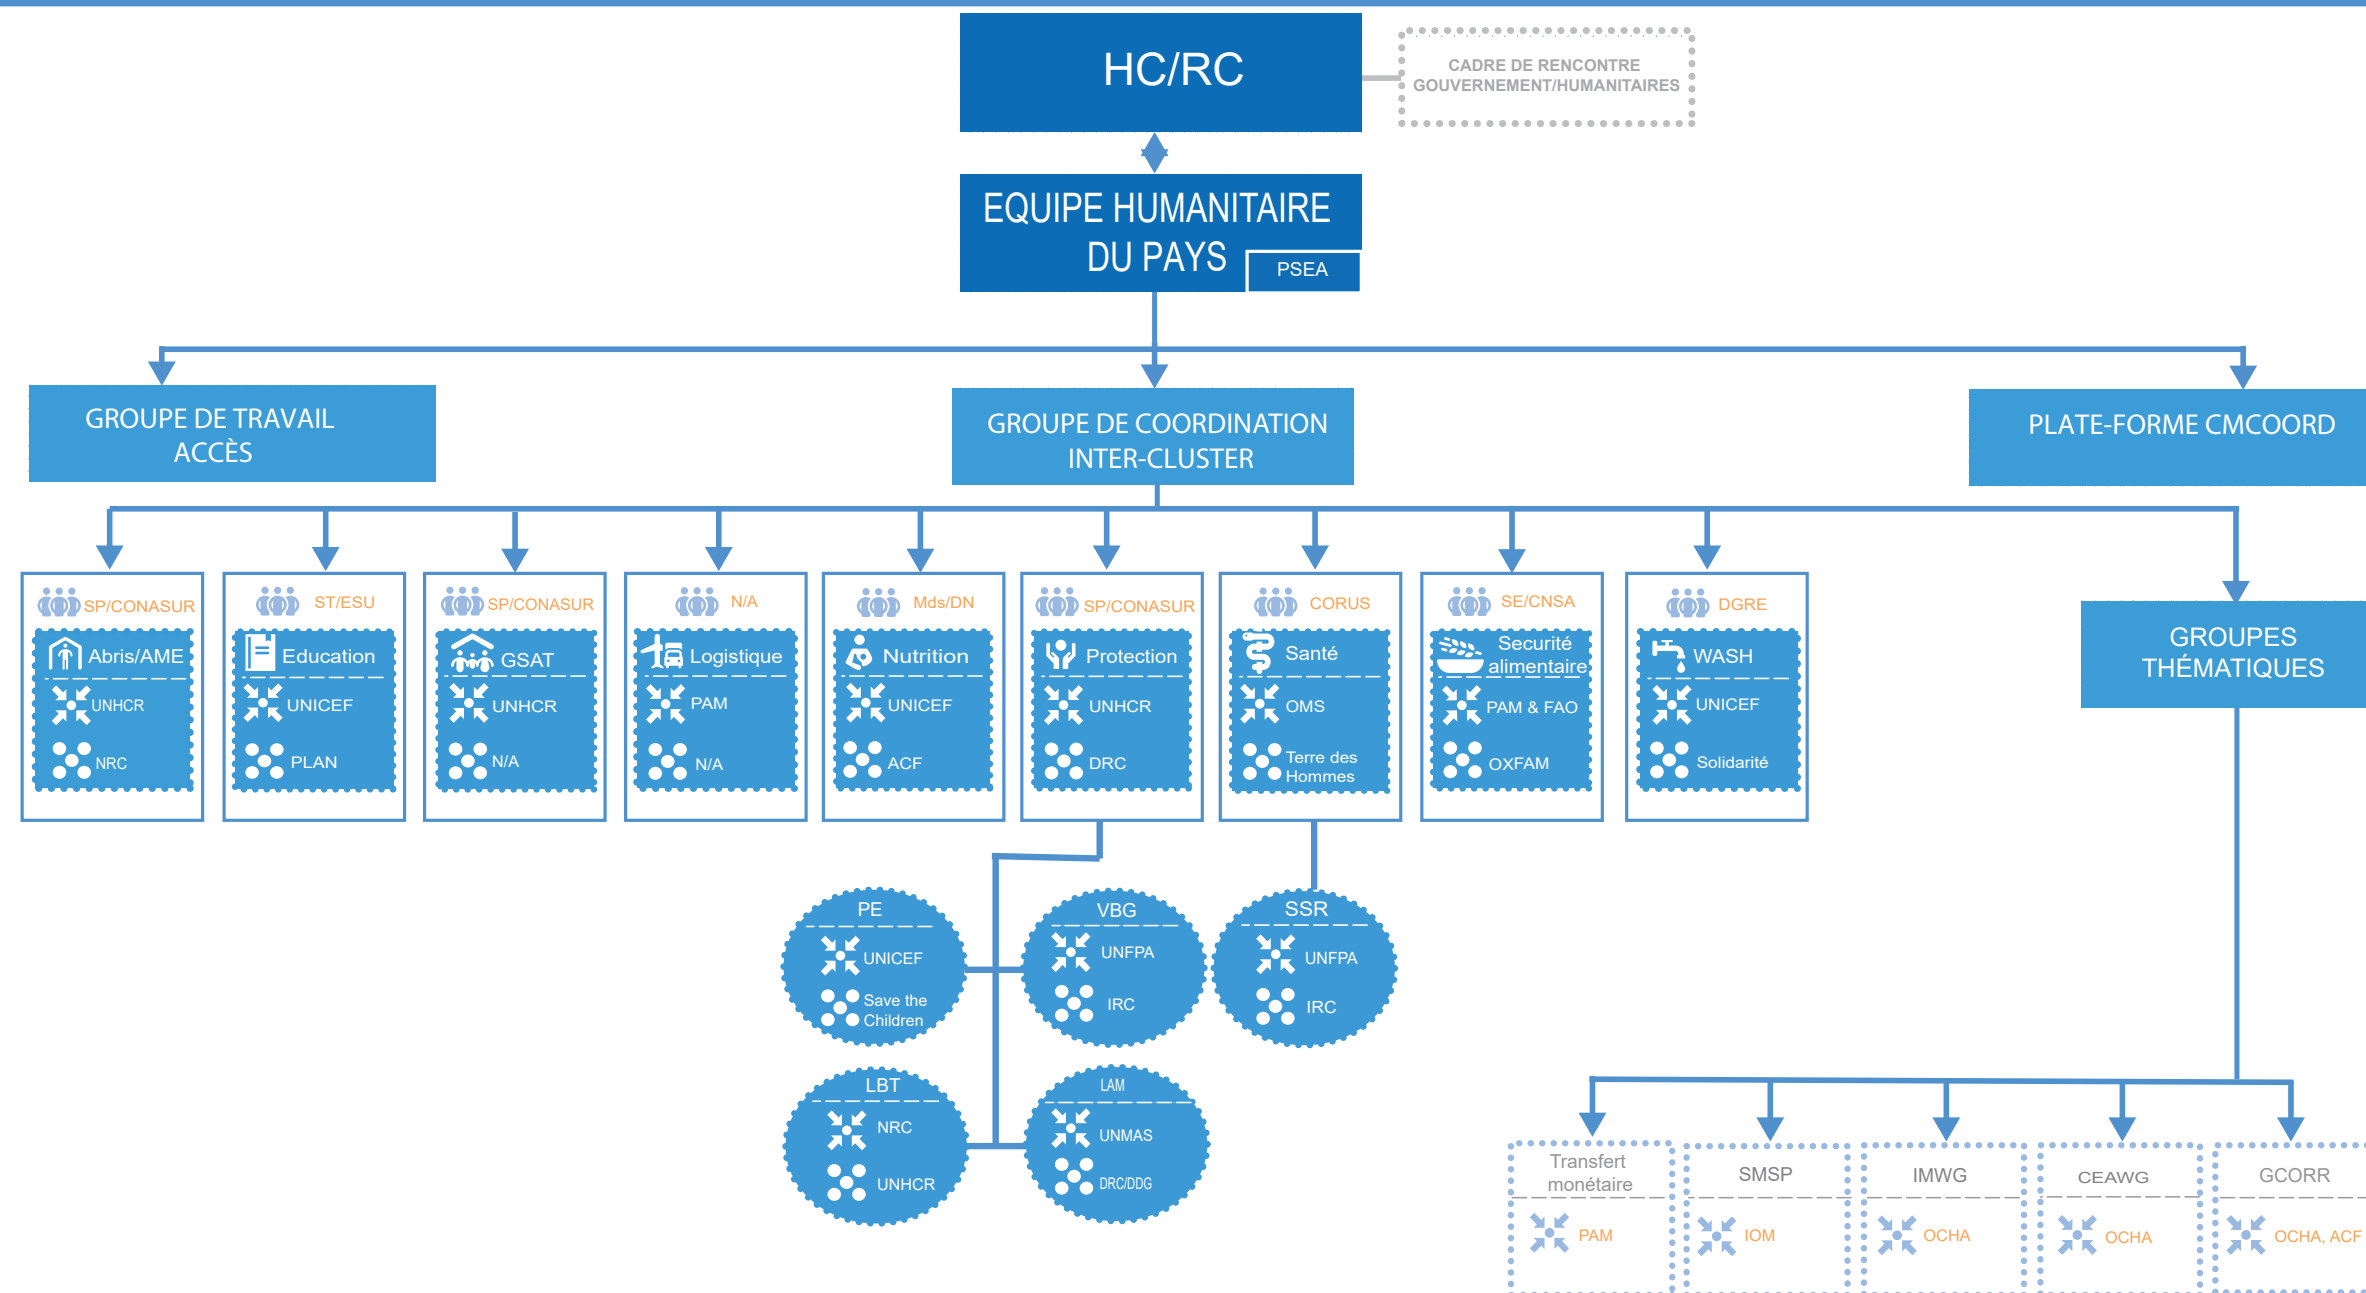 HC/RC
CADRE DE RENCONTRE
GOUVERNEMENT/HUMANITAIRES
EQUIPE HUMANITAIRE
DU PAYS
PSEA
GROUPE DE TRAVAIL
ACCÈS
GROUPE DE COORDINATION
INTER-CLUSTER
PLATE-FORME CMCOORD
SP/CONASUR
Abris/AME
UNHCR
NRC
ST/ESU
Education
UNICEF
PLAN
SP/CONASUR
GSAT
UNHCR
N/A
N/A
Logistique
PAM
N/A
Mds/DN
Nutrition
UNICEF
ACF
SP/CONASUR
Protection
UNHCR
DRC
CORUS
Santé
OMS
Terre des
Hommes
SE/CNSA
Securité
alimentaire
PAM & FAO
OXFAM
DGRE
WASH
UNICEF
Solidarité
GROUPES
THÉMATIQUES
PE
UNICEF
Save the
Children
VBG
UNFPA
IRC
SSR
UNFPA
IRC
LBT
NRC
UNHCR
LAM
UNMAS
DRC/DDG
Transfert
monétaire
PAM
SMSP
IOM
IMWG
OCHA
CEAWG
OCHA
GCORR
OCHA, ACF